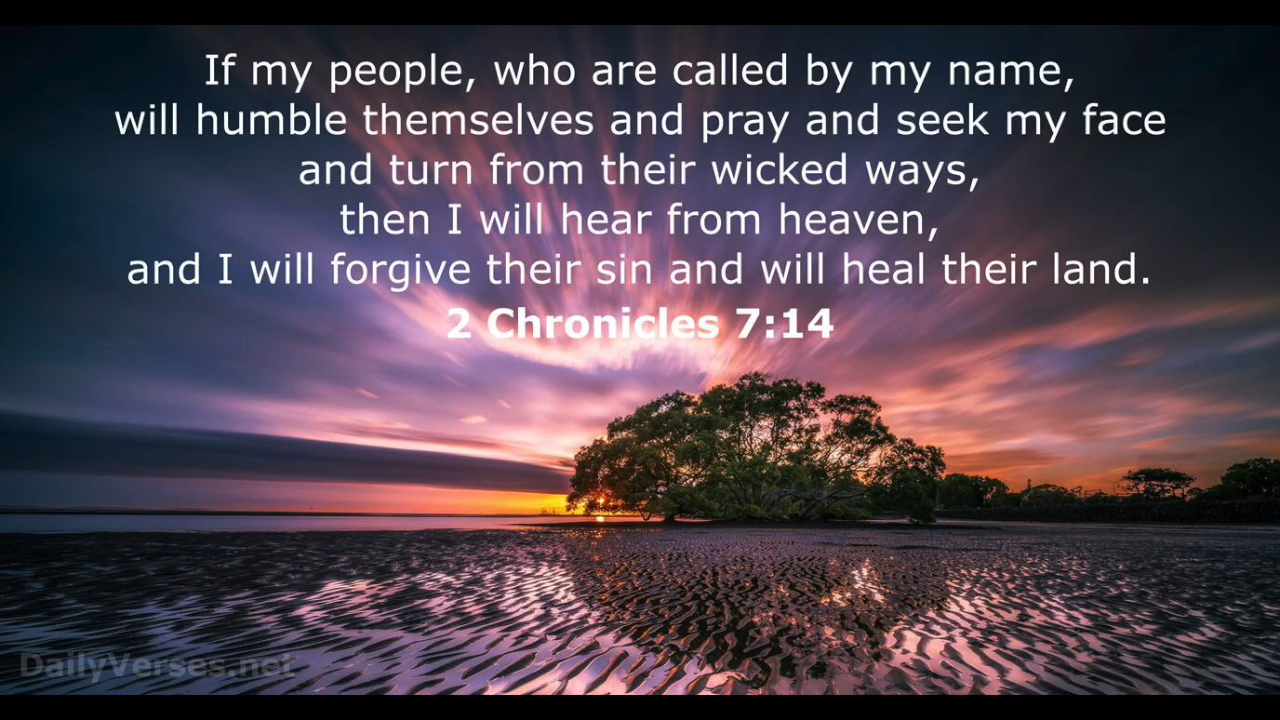 If my people, who are called by my name,
will humble themselves and pray and seek my face
and turn from their wicked ways,
then I will hear from heaven,
and I will forgive their sin and will heal their land.
2 Chronicles 7:14
DailyVerses.net